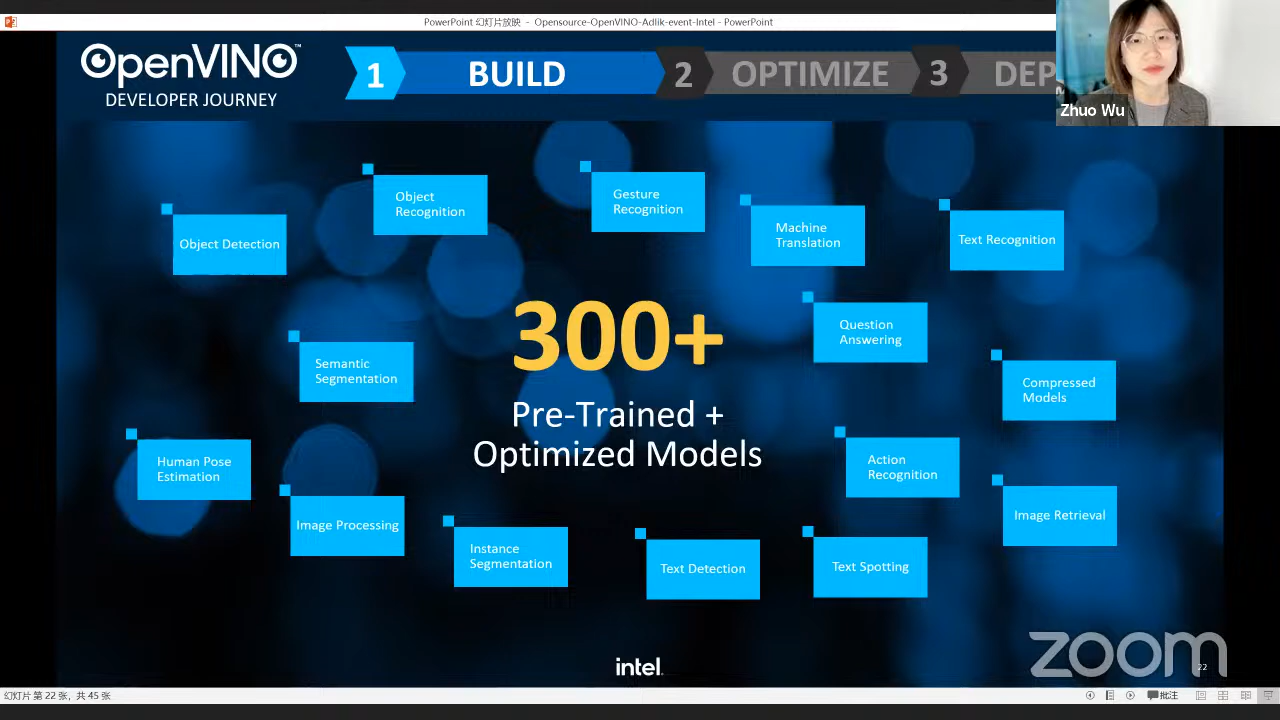 PowerPoint 幻灯片放映 - Opensource-OpenVINO-Adlik-event-Intel - PowerPoint
OpenVINO™
DEVELOPER JOURNEY
1
BUILD
2
OPTIMIZE
3
DEP
Zhuo Wu
Object
Recognition
Gesture
Recognition
Object Detection
Machine
Translation
Text Recognition
300+
Pre-Trained +
Optimized Models
Question
Answering
Semantic
Segmentation
Compressed
Models
Human Pose
Estimation
Action
Recognition
Image Processing
Image Retrieval
Instance
Segmentation
Text Detection
Text Spotting
intel.
zoom
22
幻灯片 第 22 张，共 45 张
批注